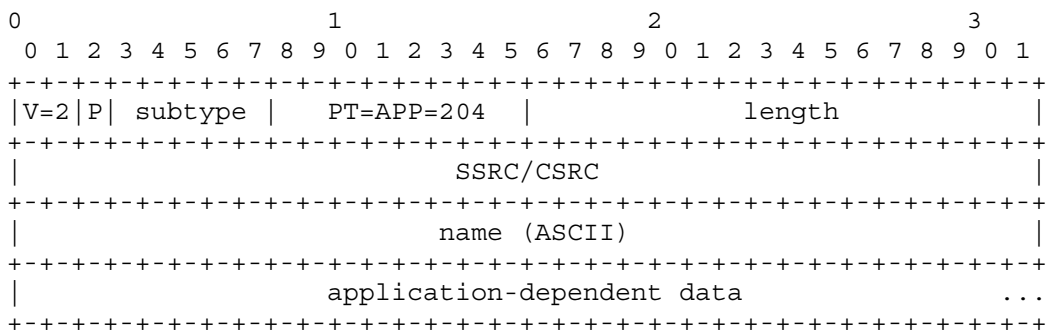 0                   1                   2                   3
 0 1 2 3 4 5 6 7 8 9 0 1 2 3 4 5 6 7 8 9 0 1 2 3 4 5 6 7 8 9 0 1
+-+-+-+-+-+-+-+-+-+-+-+-+-+-+-+-+-+-+-+-+-+-+-+-+-+-+-+-+-+-+-+-+
|V=2|P| subtype |   PT=APP=204  |             length            |
+-+-+-+-+-+-+-+-+-+-+-+-+-+-+-+-+-+-+-+-+-+-+-+-+-+-+-+-+-+-+-+-+
|                           SSRC/CSRC                           |
+-+-+-+-+-+-+-+-+-+-+-+-+-+-+-+-+-+-+-+-+-+-+-+-+-+-+-+-+-+-+-+-+
|                          name (ASCII)                         |
+-+-+-+-+-+-+-+-+-+-+-+-+-+-+-+-+-+-+-+-+-+-+-+-+-+-+-+-+-+-+-+-+
|                   application-dependent data                ...
+-+-+-+-+-+-+-+-+-+-+-+-+-+-+-+-+-+-+-+-+-+-+-+-+-+-+-+-+-+-+-+-+